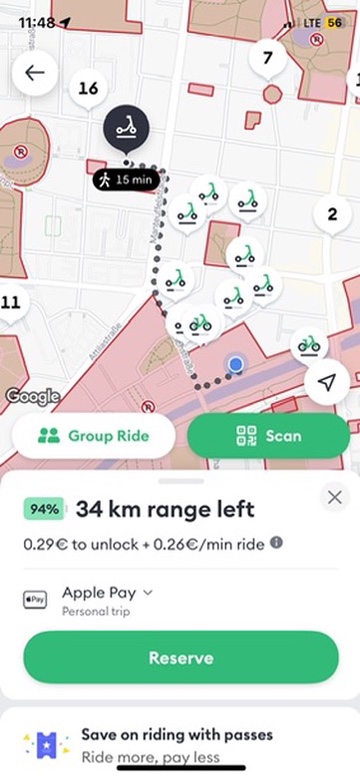 11:48
LTE 56
7
16
15 min
2
11
Google
Group Ride
Scan
94% 34 km range left
0.29€ to unlock + 0.26€/min ride
Pay Apple Pay
Personal trip
Reserve
Save on riding with passes
Ride more, pay less